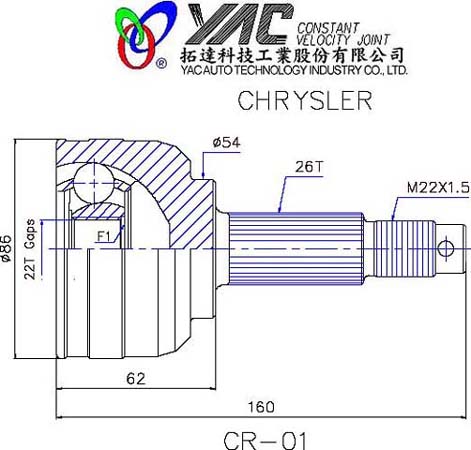 YAC CONSTANT
VELOCITY JOINT
®
®
拓達科技工業股份有限公司
YAC AUTO TECHNOLOGY INDUSTRY CO., LTD.
CHRYSLER
ø54
26T
M22X1.5
ø86
22T Gaps
F1
62
160
CR-01